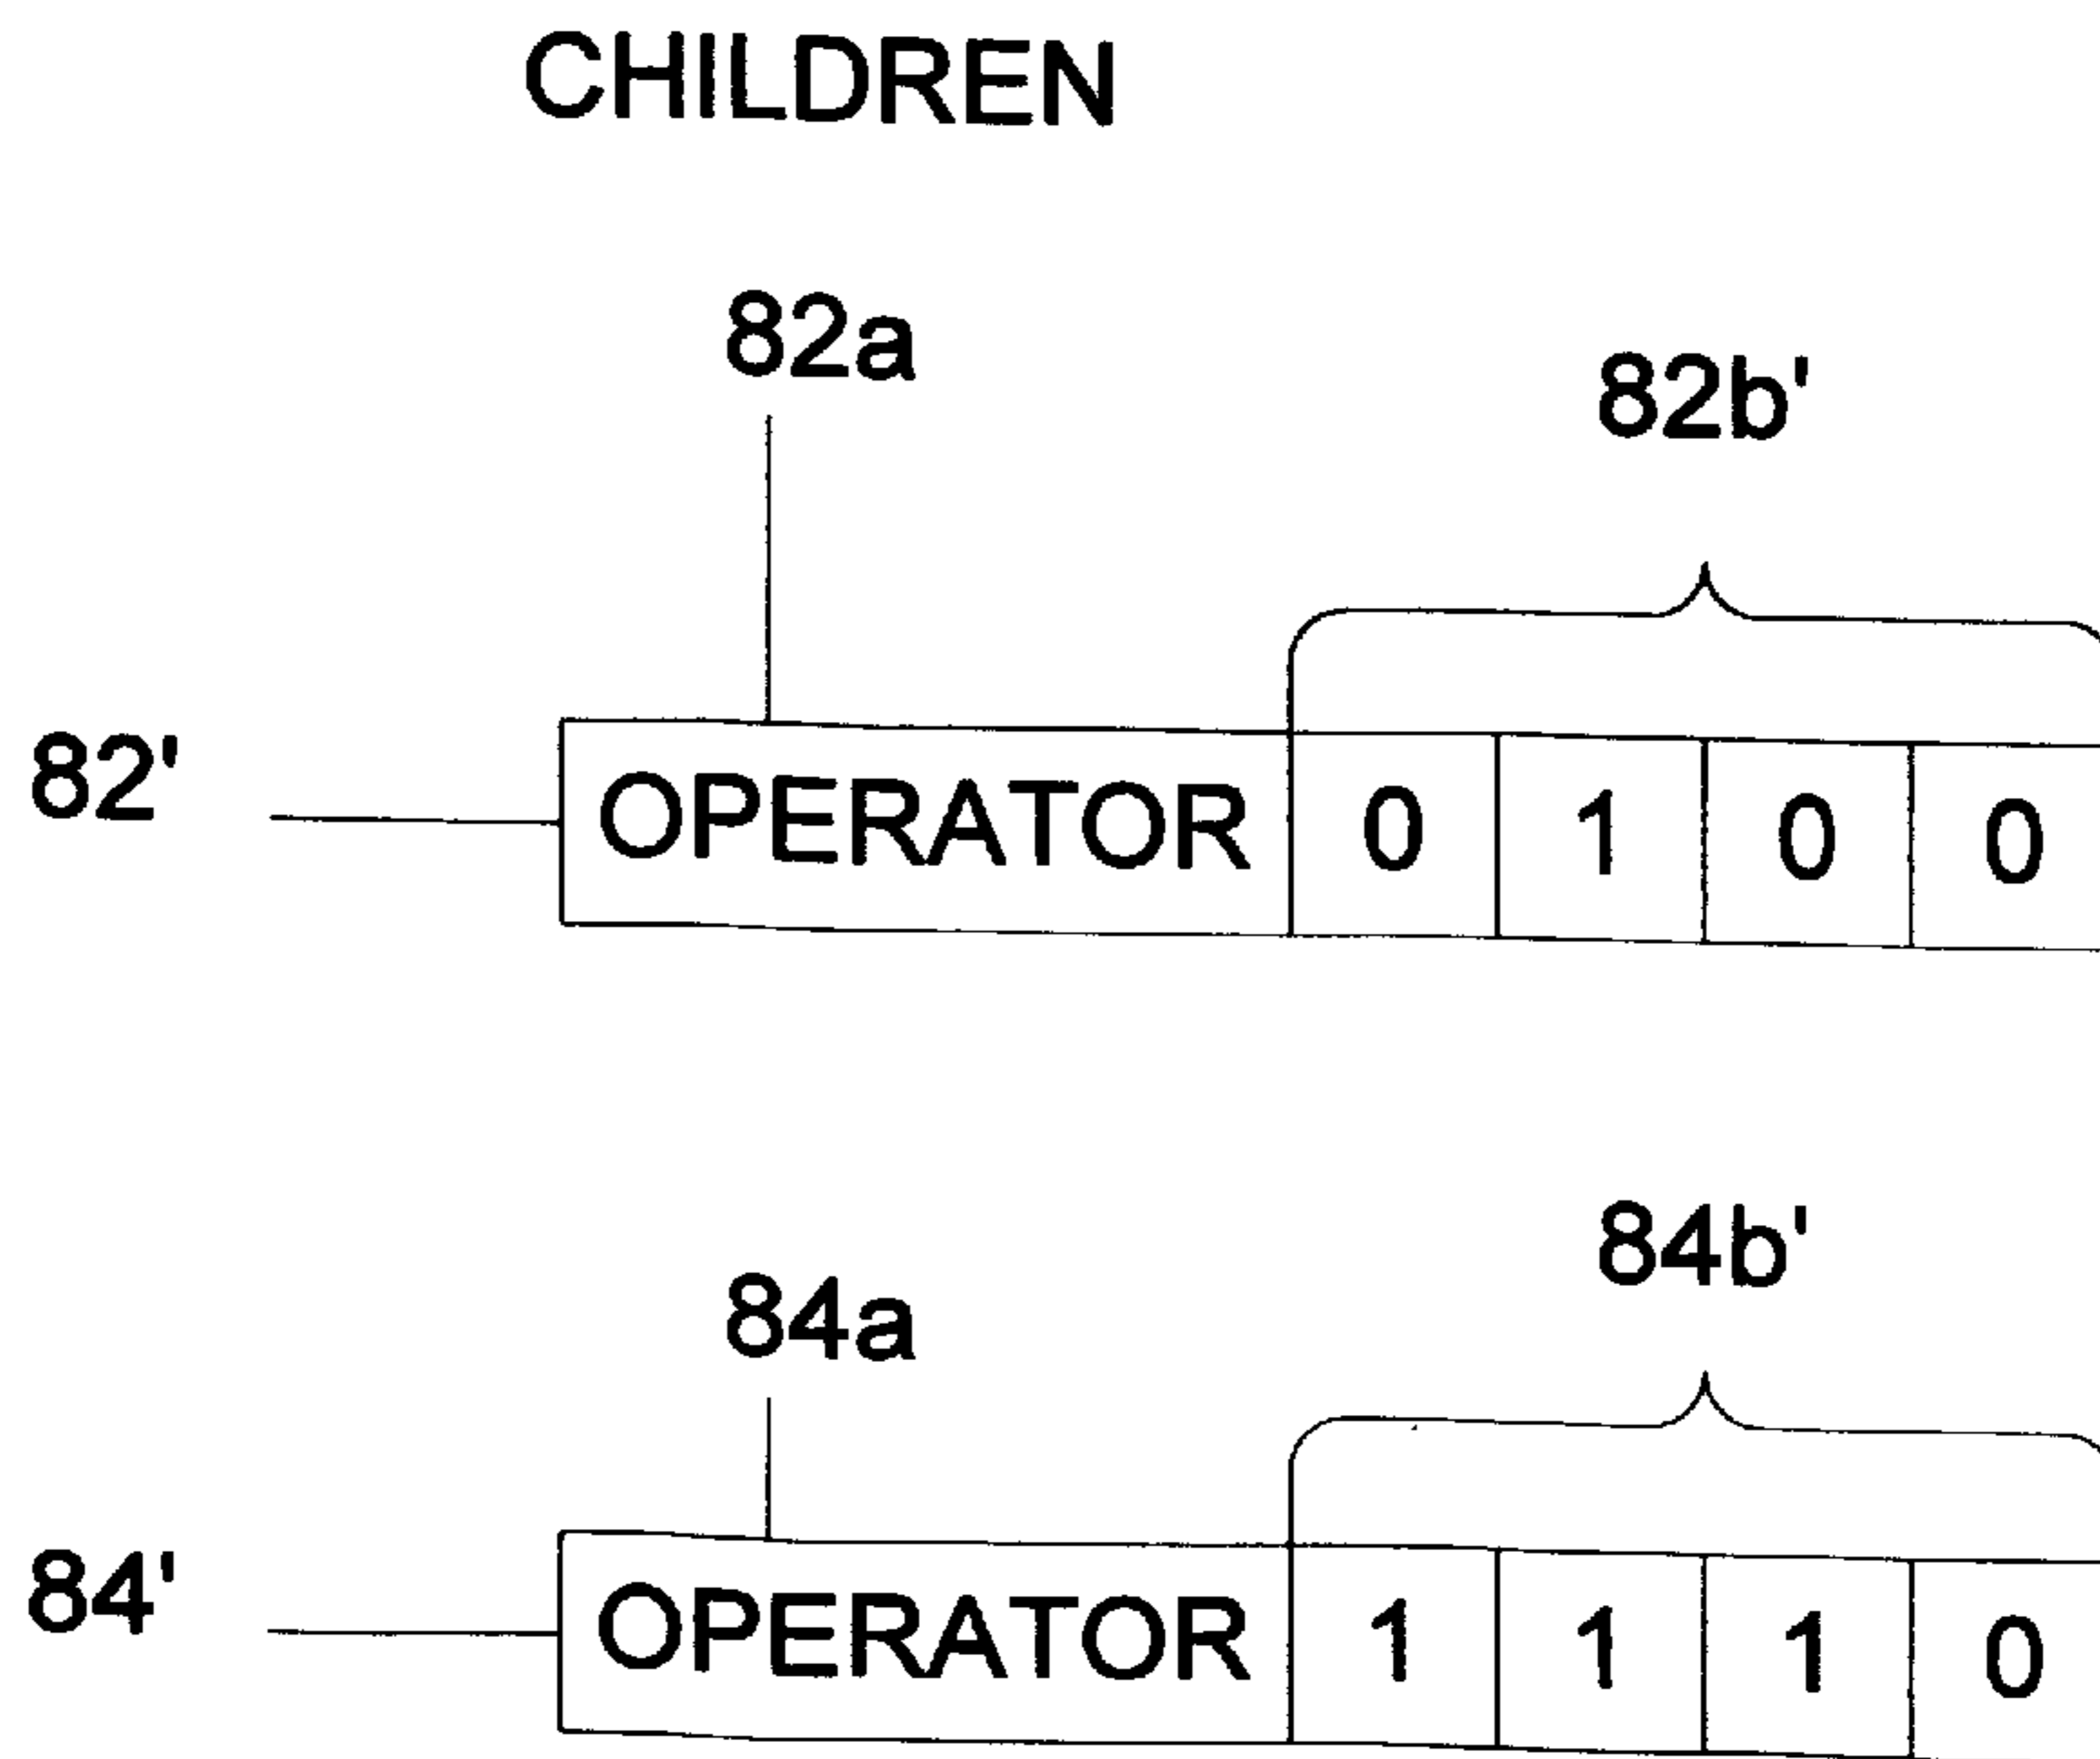 CHILDREN
82a
82b'
82'
OPERATOR 0 1 0 0
84b'
84a
84'
OPERATOR 1 1 1 0